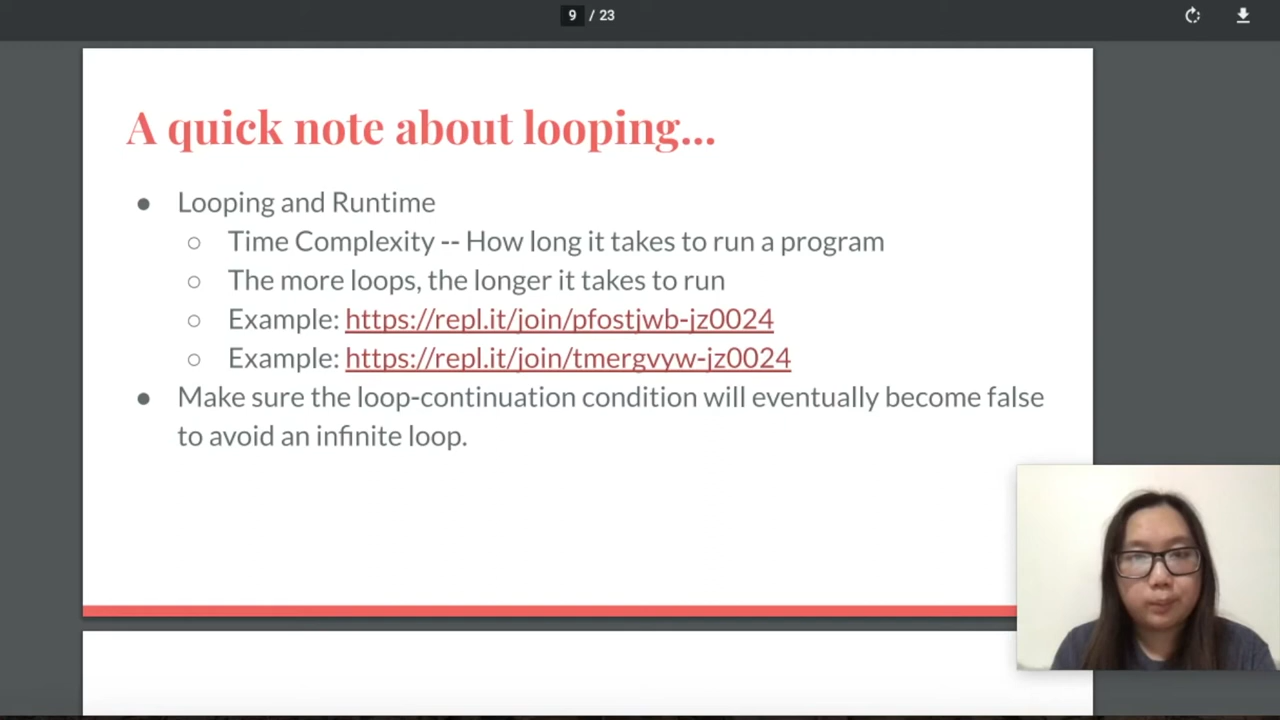 9 / 23
A quick note about looping...
● Looping and Runtime
○ Time Complexity -- How long it takes to run a program
○ The more loops, the longer it takes to run
○ Example: https://repl.it/join/pfostjwb-jz0024
○ Example: https://repl.it/join/tmergvyw-jz0024
● Make sure the loop-continuation condition will eventually become false
to avoid an infinite loop.